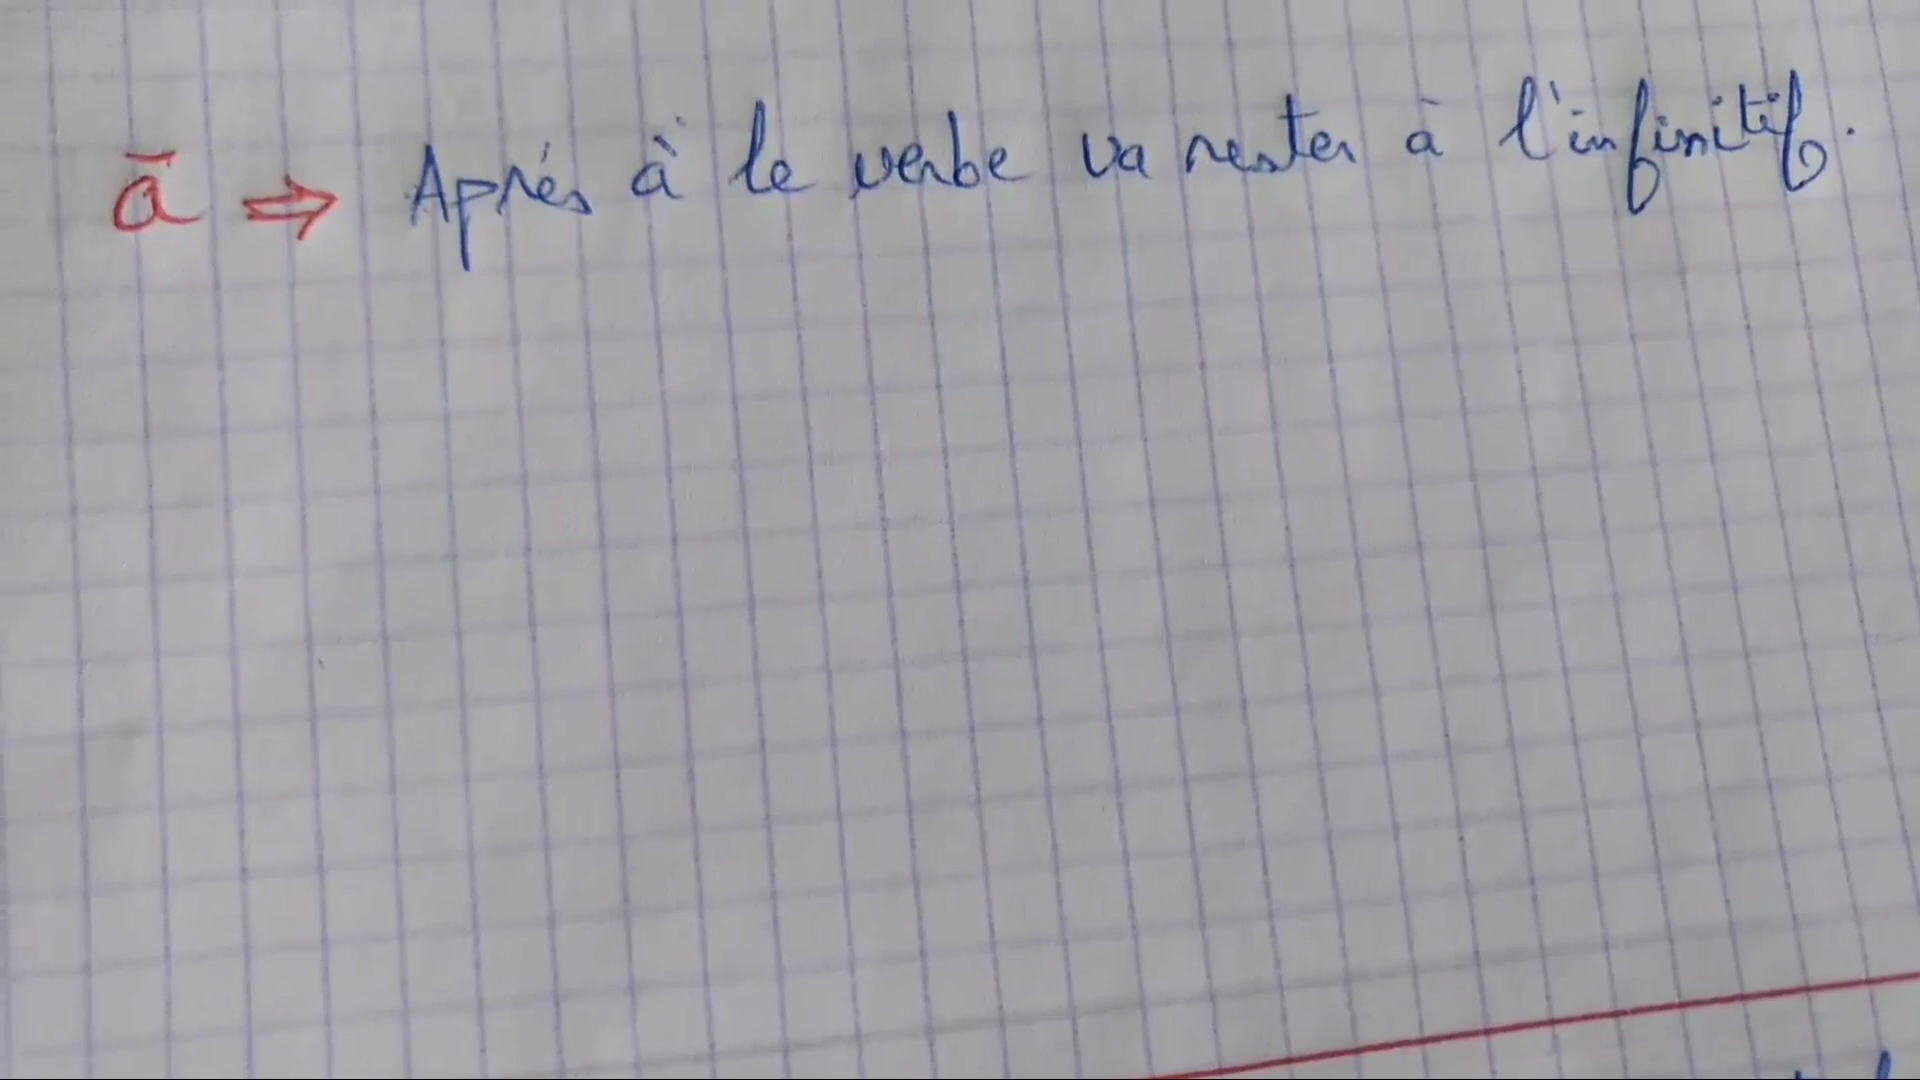 à ⇒ Après à le verbe va rester à l'infinitif.